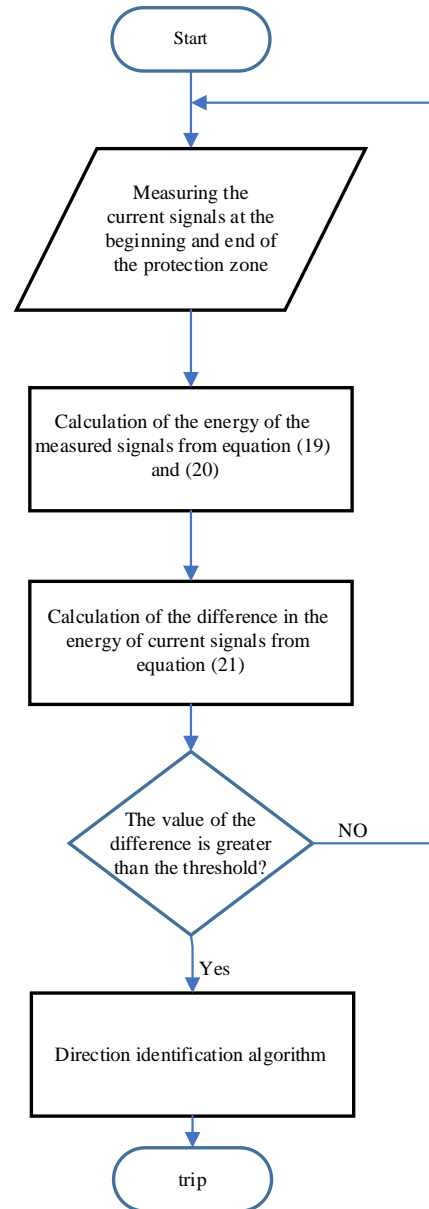 Start
Measuring the
current signals at the
beginning and end of
the protection zone
Calculation of the energy of the
measured signals from equation (19)
and (20)
Calculation of the difference in the
energy of current signals from
equation (21)
The value of the
difference is greater
than the threshold?
NO
Yes
Direction identification algorithm
trip